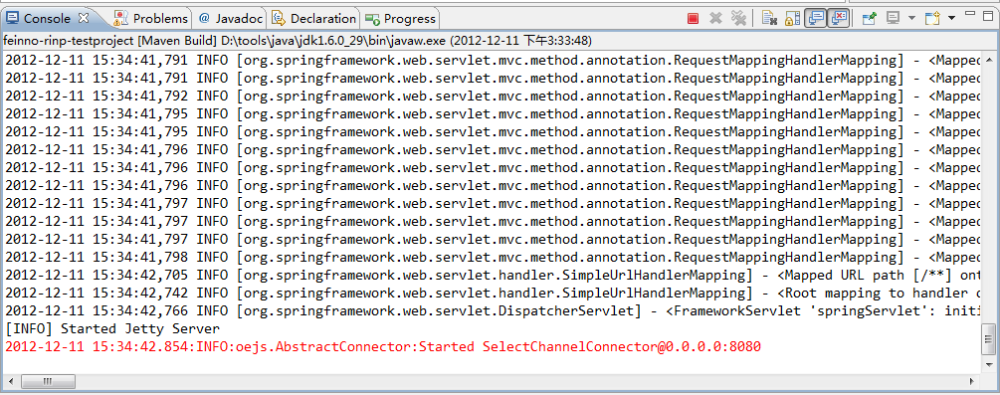 Console Problems @ Javadoc Declaration Progress
feinno-rinp-testproject [Maven Build] D:\tools\java\jdk1.6.0_29\bin\javaw.exe (2012-12-11 下午3:33:48)
2012-12-11 15:34:41,791 INFO [org.springframework.web.servlet.mvc.method.annotation.RequestMappingHandlerMapping] - <Mapped
2012-12-11 15:34:41,791 INFO [org.springframework.web.servlet.mvc.method.annotation.RequestMappingHandlerMapping] - <Mapped
2012-12-11 15:34:41,792 INFO [org.springframework.web.servlet.mvc.method.annotation.RequestMappingHandlerMapping] - <Mapped
2012-12-11 15:34:41,795 INFO [org.springframework.web.servlet.mvc.method.annotation.RequestMappingHandlerMapping] - <Mapped
2012-12-11 15:34:41,795 INFO [org.springframework.web.servlet.mvc.method.annotation.RequestMappingHandlerMapping] - <Mapped
2012-12-11 15:34:41,796 INFO [org.springframework.web.servlet.mvc.method.annotation.RequestMappingHandlerMapping] - <Mapped
2012-12-11 15:34:41,796 INFO [org.springframework.web.servlet.mvc.method.annotation.RequestMappingHandlerMapping] - <Mapped
2012-12-11 15:34:41,796 INFO [org.springframework.web.servlet.mvc.method.annotation.RequestMappingHandlerMapping] - <Mapped
2012-12-11 15:34:41,797 INFO [org.springframework.web.servlet.mvc.method.annotation.RequestMappingHandlerMapping] - <Mapped
2012-12-11 15:34:41,797 INFO [org.springframework.web.servlet.mvc.method.annotation.RequestMappingHandlerMapping] - <Mapped
2012-12-11 15:34:41,797 INFO [org.springframework.web.servlet.mvc.method.annotation.RequestMappingHandlerMapping] - <Mapped
2012-12-11 15:34:41,798 INFO [org.springframework.web.servlet.mvc.method.annotation.RequestMappingHandlerMapping] - <Mapped
2012-12-11 15:34:42,705 INFO [org.springframework.web.servlet.handler.SimpleUrlHandlerMapping] - <Mapped URL path [/**] ont
2012-12-11 15:34:42,742 INFO [org.springframework.web.servlet.handler.SimpleUrlHandlerMapping] - <Root mapping to handler o
2012-12-11 15:34:42,766 INFO [org.springframework.web.servlet.DispatcherServlet] - <FrameworkServlet 'springServlet': initi
[INFO] Started Jetty Server
2012-12-11 15:34:42.854:INFO:oejs.AbstractConnector:Started SelectChannelConnector@0.0.0.0:8080